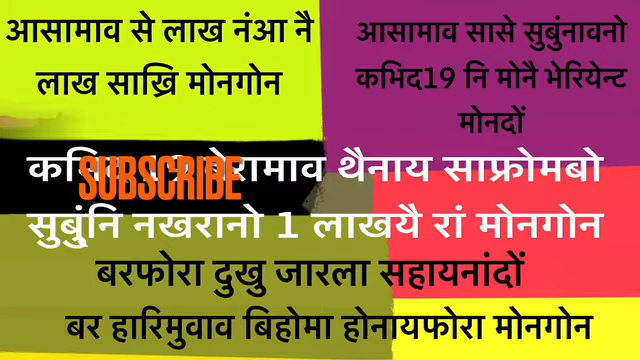 आसामाव से लाख नंआ नै
लाख साख्रि मोनगोन
आसामाव सासे सुबुंनावनो
कभिद19 नि मोनै भेरियेन्ट
मोनदों
बेरामाव थैनाय साफ्रोमबो
SUBSCRIBE
सुबुंनि नखरानो 1 लाखयै रां मोनगोन
बरफोरा दुखु जारला सहायनांदों
बर हारिमुवाव बिहोमा होनायफोरा मोनगोन